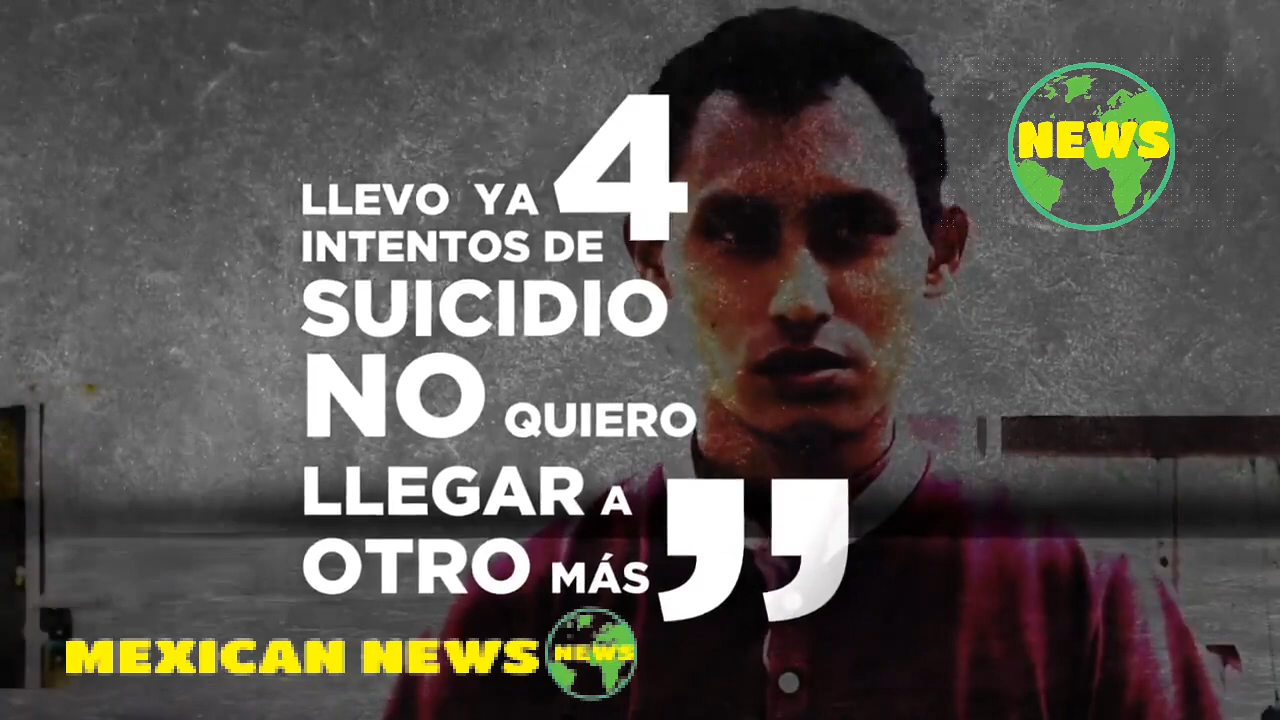 LLEVO YA 4
INTENTOS DE
SUICIDIO
NO QUIERO
LLEGAR A
OTRO MÁS”
NEWS
MEXICAN NEWS NEWS